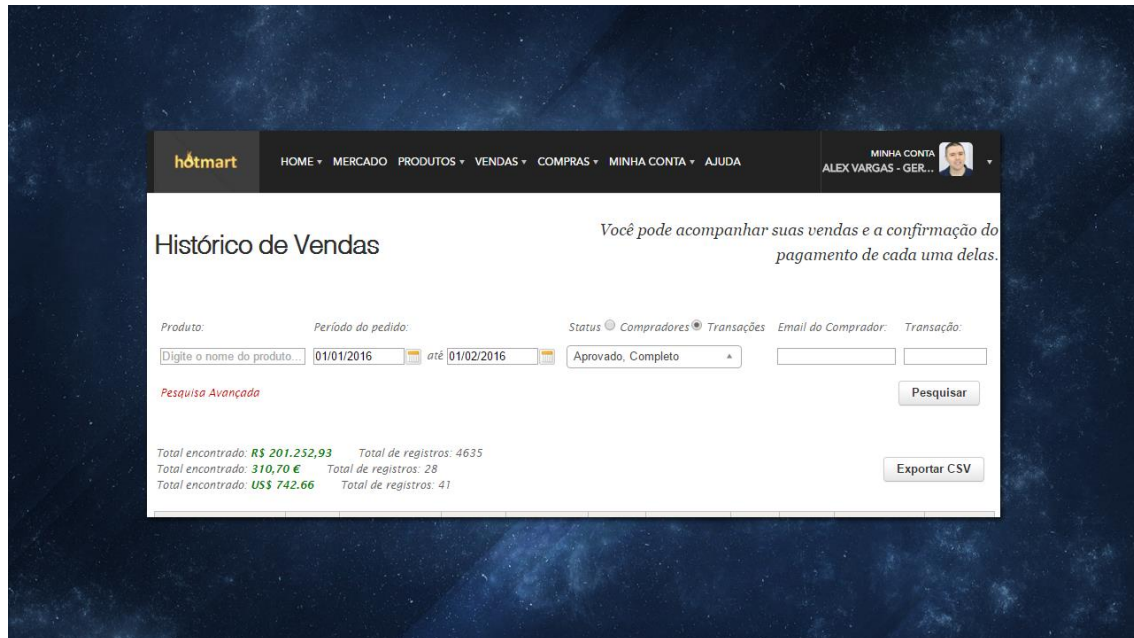 hotmart HOME MERCADO PRODUTOS VENDAS COMPRAS MINHA CONTA AJUDA MINHA CONTA
ALEX VARGAS - GER...
Histórico de Vendas
Você pode acompanhar suas vendas e a confirmação do
pagamento de cada uma delas.
Produto: Período do pedido: Status Compradores Transações Email do Comprador: Transação:
Digite o nome do produto... 01/01/2016 até 01/02/2016 Aprovado, Completo
Pesquisa Avançada Pesquisar
Total encontrado: R$ 201.252,93 Total de registros: 4635
Total encontrado: 310,70 € Total de registros: 28
Total encontrado: US$ 742.66 Total de registros: 41
Exportar CSV